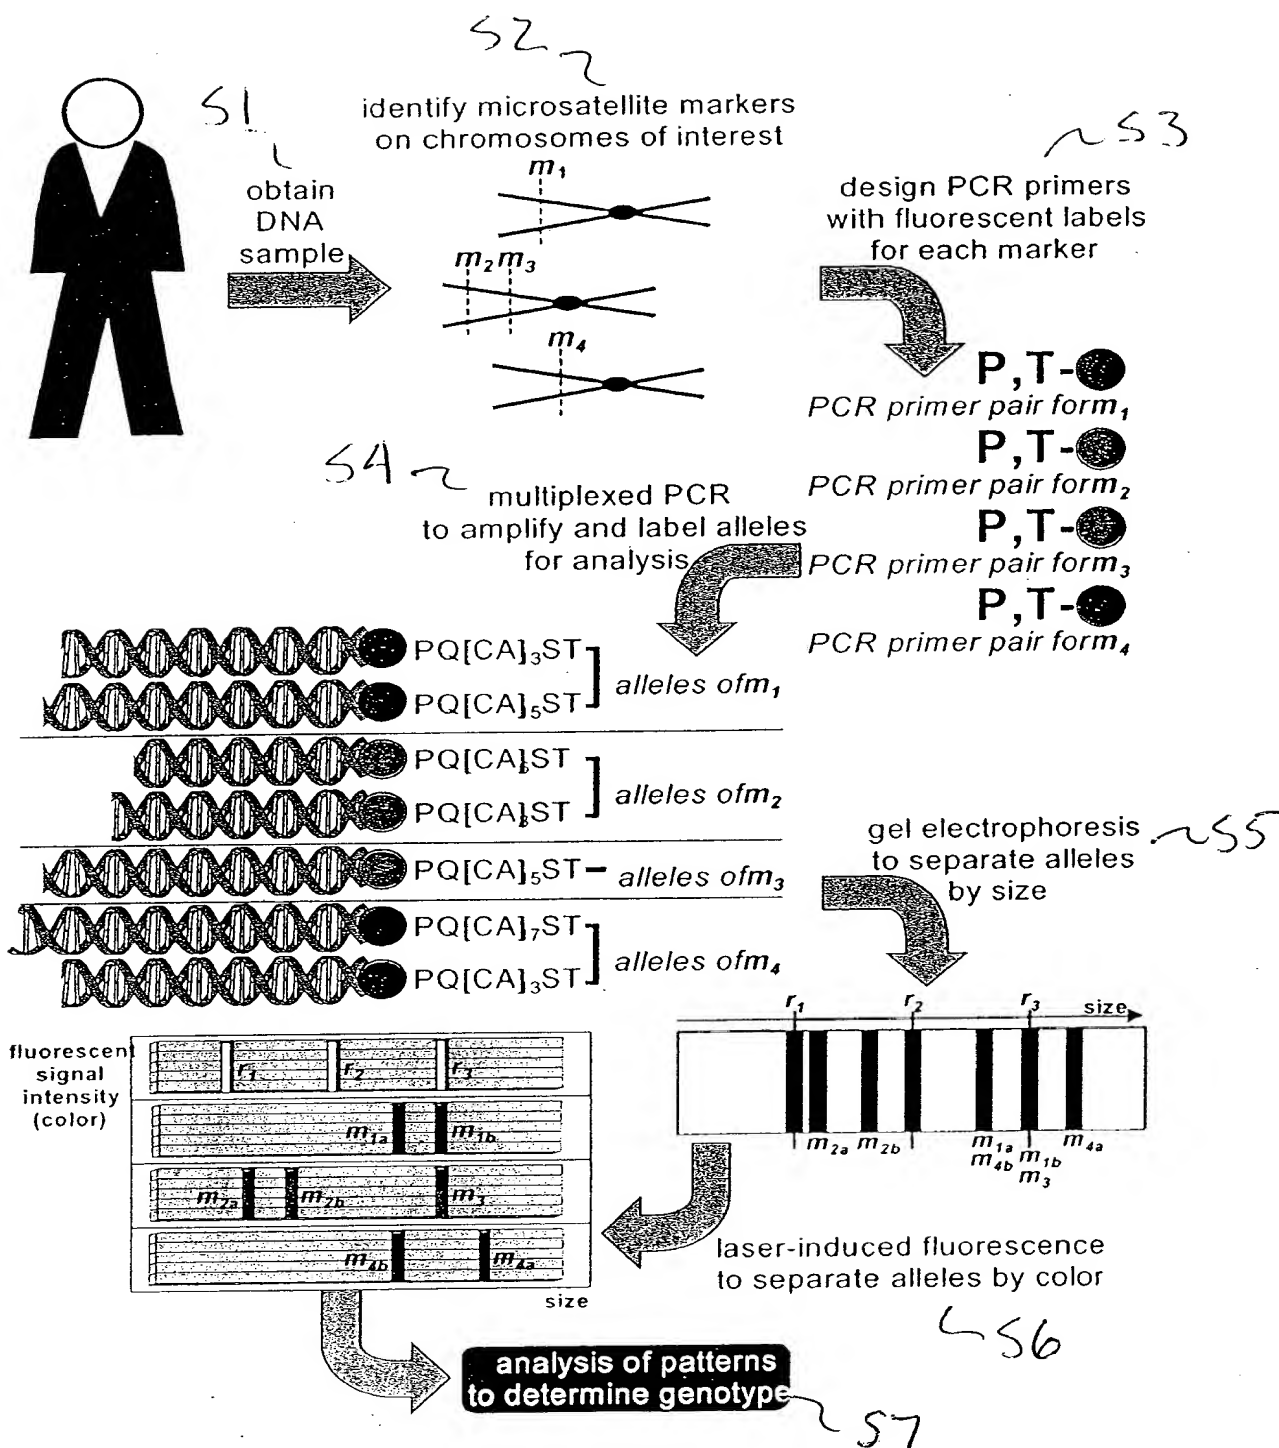 S1
obtain
DNA
sample
S2
identify microsatellite markers
on chromosomes of interest
m1
m2 m3
m4
S3
design PCR primers
with fluorescent labels
for each marker
P,T-
PCR primer pair form1
P,T-
PCR primer pair form2
P,T-
PCR primer pair form3
P,T-
PCR primer pair form4
S4
multiplexed PCR
to amplify and label alleles
for analysis
PQ[CA]3ST
PQ[CA]5ST
alleles ofm1
PQ[CA]ST
PQ[CA]ST
alleles ofm2
PQ[CA]5ST
alleles ofm3
PQ[CA]7ST
PQ[CA]3ST
alleles ofm4
gel electrophoresis
to separate alleles
by size
S5
r1 r2 r3 size
m2a m2b m1a m1b m4a
m4b m3
laser-induced fluorescence
to separate alleles by color
S6
fluorescent
signal
intensity
(color)
r1 r2 r3
m1a m1b
m2a m2b m3
m4b m4a
size
analysis of patterns
to determine genotype
S7